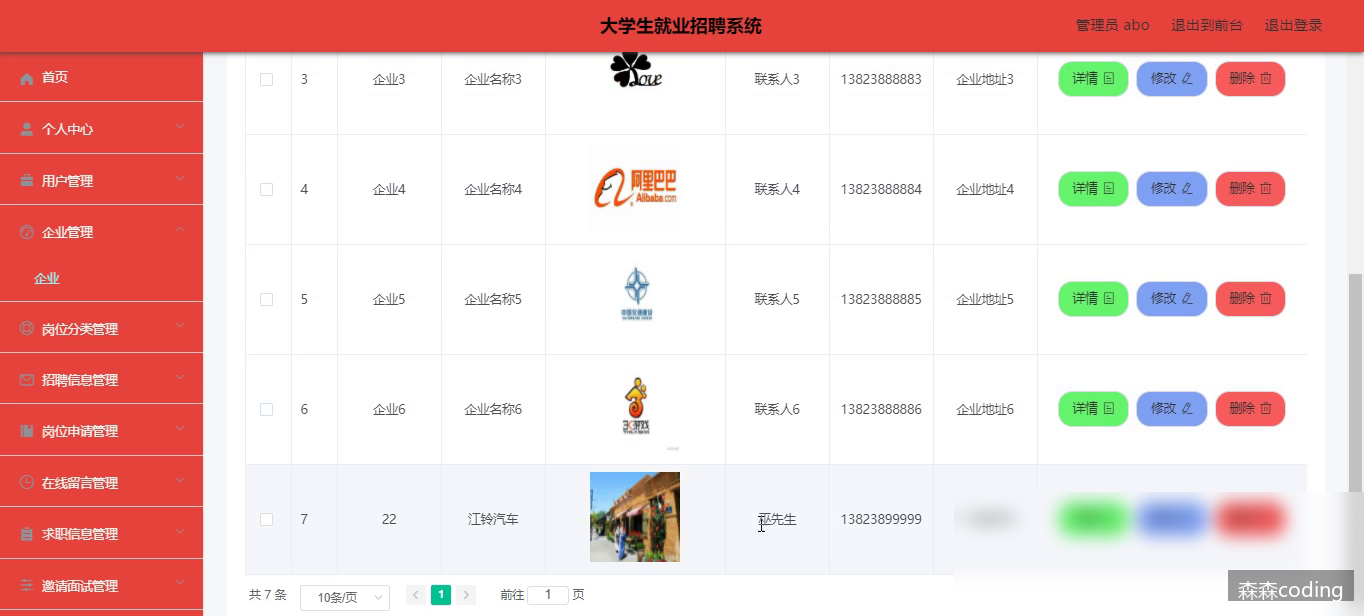 大学生就业招聘系统
管理员 abo 退出到前台 退出登录
首页
个人中心
用户管理
企业管理
企业
岗位分类管理
招聘信息管理
岗位申请管理
在线留言管理
求职信息管理
邀请面试管理
3 企业3 企业名称3 Love 联系人3 13823888883 企业地址3 详情 修改 删除
4 企业4 企业名称4 阿里巴巴 Alibaba.com 联系人4 13823888884 企业地址4 详情 修改 删除
5 企业5 企业名称5 联系人5 13823888885 企业地址5 详情 修改 删除
6 企业6 企业名称6 联系人6 13823888886 企业地址6 详情 修改 删除
7 22 江铃汽车 先生 13823899999
共 7 条 10条/页 1 前往 1 页
森森coding